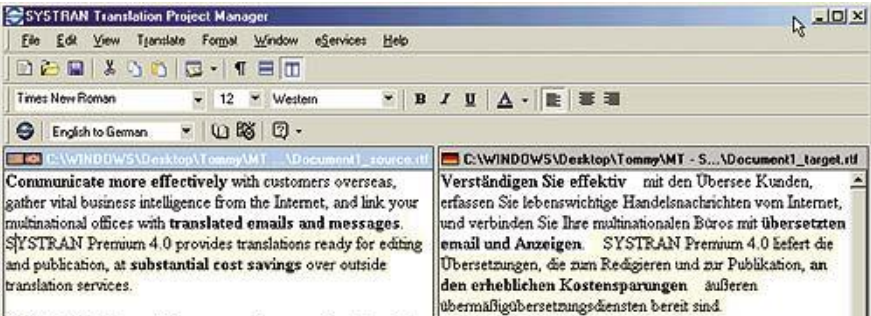 SYSTRAN Translation Project Manager
File Edit View Translate Format Window eServices Help
Times New Roman 12 Western B I U A
English to German
C:\WINDOWS\Desktop\Tommy\MT ...\Document1_source.rtf
Communicate more effectively with customers overseas,
gather vital business intelligence from the Internet, and link your
multinational offices with translated emails and messages.
SYSTRAN Premium 4.0 provides translations ready for editing
and publication, at substantial cost savings over outside
translation services.
C:\WINDOWS\Desktop\Tommy\MT - S...\Document1_target.rtf
Verständigen Sie effektiv mit den Übersee Kunden,
erfassen Sie lebenswichtige Handelsnachrichten vom Internet,
und verbinden Sie Ihre multinationalen Büros mit übersetzten
email und Anzeigen. SYSTRAN Premium 4.0 liefert die
Übersetzungen, die zum Redigieren und zur Publikation, an
den erheblichen Kostensparungen äußeren
übermäßigübersetzungsdiensten bereit sind.